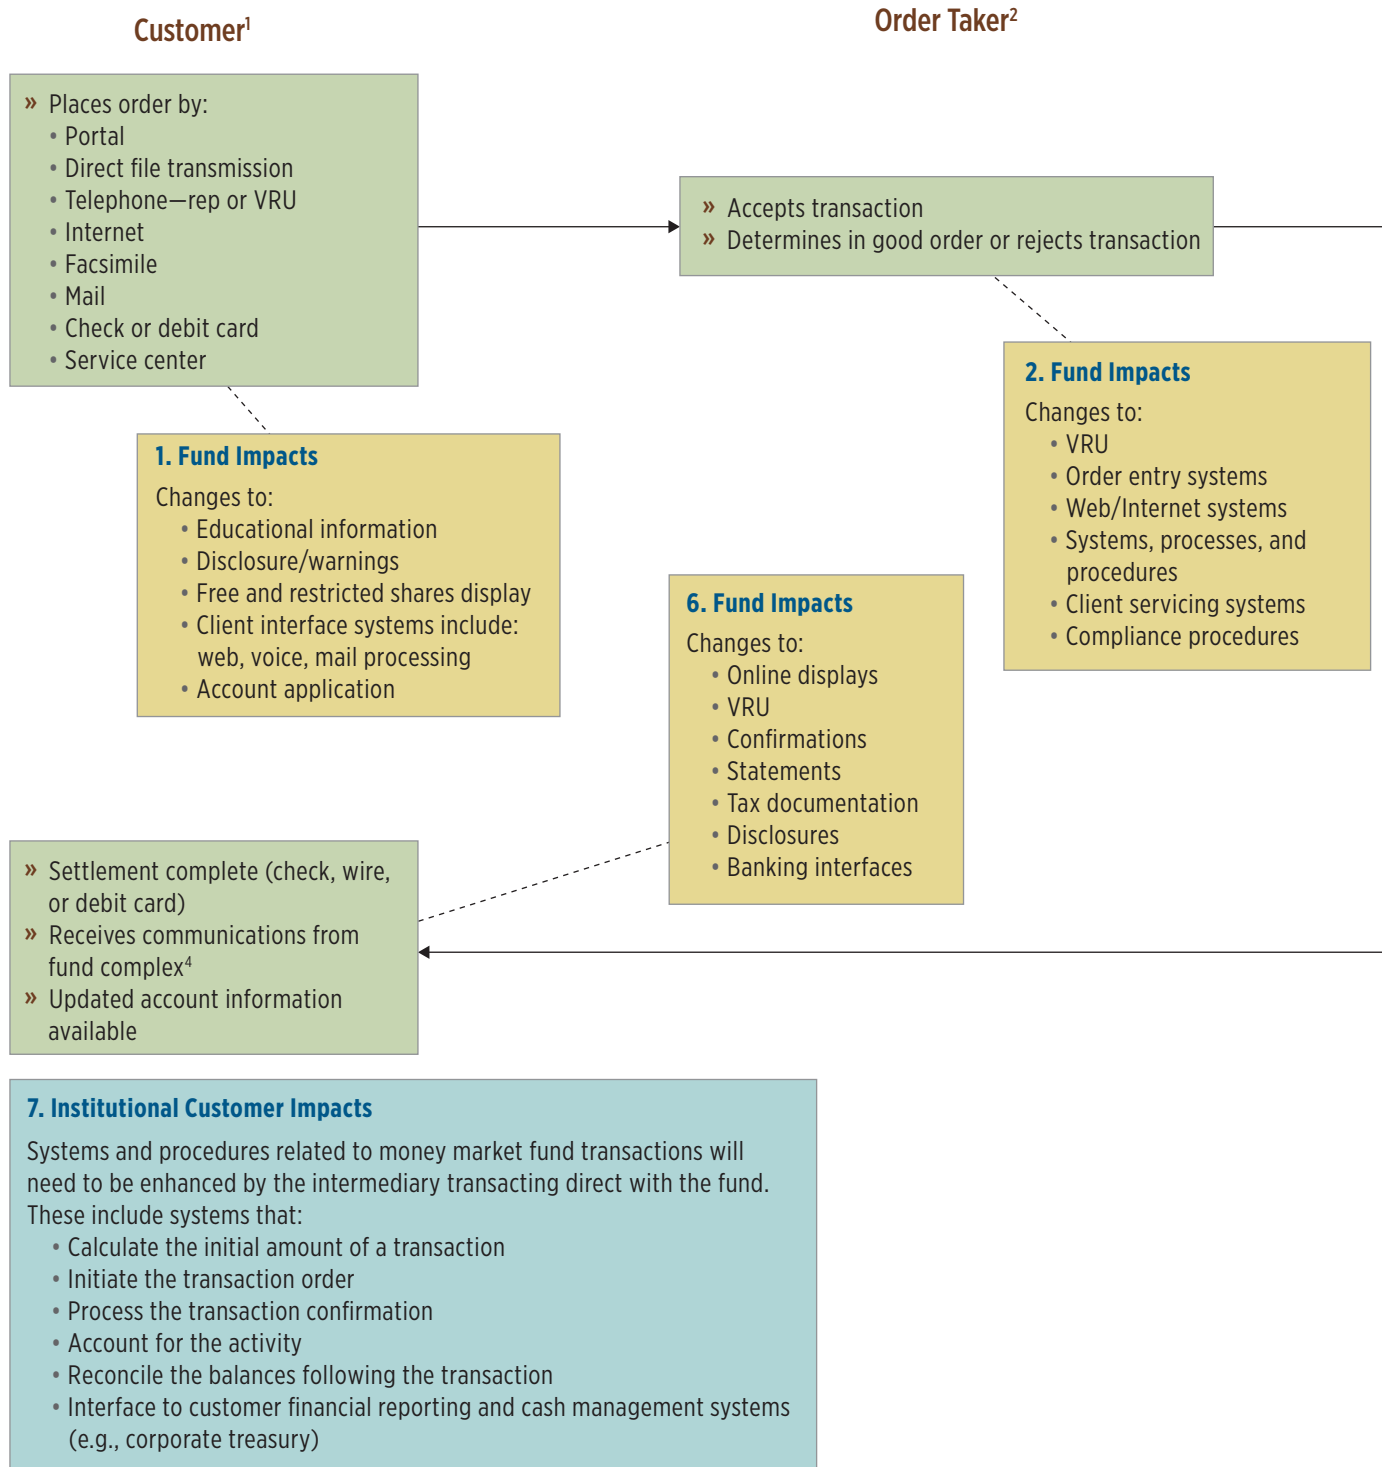 Customer¹
Order Taker²
» Places order by:
• Portal
• Direct file transmission
• Telephone—rep or VRU
• Internet
• Facsimile
• Mail
• Check or debit card
• Service center
» Accepts transaction
» Determines in good order or rejects transaction
1. Fund Impacts
Changes to:
• Educational information
• Disclosure/warnings
• Free and restricted shares display
• Client interface systems include:
web, voice, mail processing
• Account application
2. Fund Impacts
Changes to:
• VRU
• Order entry systems
• Web/Internet systems
• Systems, processes, and
procedures
• Client servicing systems
• Compliance procedures
6. Fund Impacts
Changes to:
• Online displays
• VRU
• Confirmations
• Statements
• Tax documentation
• Disclosures
• Banking interfaces
» Settlement complete (check, wire,
or debit card)
» Receives communications from
fund complex⁴
» Updated account information
available
7. Institutional Customer Impacts
Systems and procedures related to money market fund transactions will
need to be enhanced by the intermediary transacting direct with the fund.
These include systems that:
• Calculate the initial amount of a transaction
• Initiate the transaction order
• Process the transaction confirmation
• Account for the activity
• Reconcile the balances following the transaction
• Interface to customer financial reporting and cash management systems
(e.g., corporate treasury)